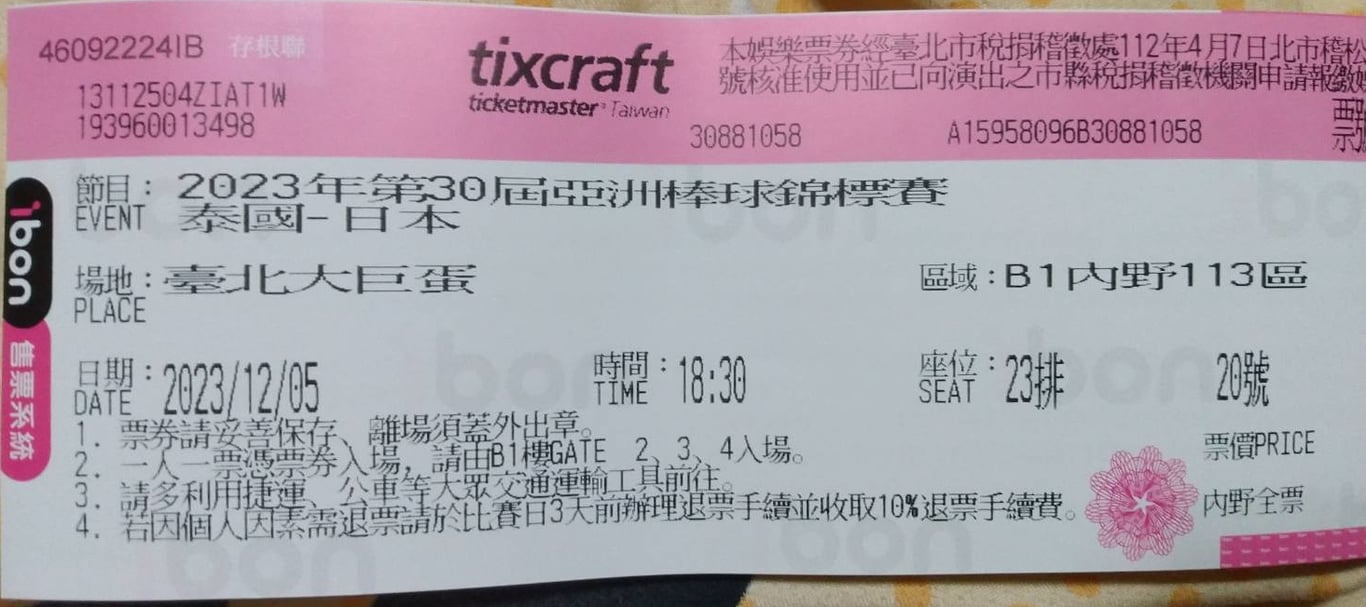 46092224IB 存根聯
13112504ZIAT1W
193960013498
tixcraft
ticketmaster Taiwan
本娛樂票券經臺北市稅捐稽徵處112年4月7日北市稽松
號核准使用並已向演出之市縣稅捐稽徵機關申請報繳娛
30881058
A15958096B30881058
票
ibon
售票系統
節目：2023年第30屆亞洲棒球錦標賽
EVENT 泰國-日本
場地：臺北大巨蛋
PLACE
區域：B1內野113區
日期：2023/12/05
DATE
時間：18:30
TIME
座位：23排 20號
SEAT
1. 票券請妥善保存、離場須蓋外出章。
2. 一人一票憑票券入場，請由B1樓GATE 2、3、4入場。
3. 請多利用捷運、公車等大眾交通運輸工具前往。
4. 若因個人因素需退票請於比賽日3天前辦理退票手續並收取10%退票手續費。
票價PRICE
內野全票